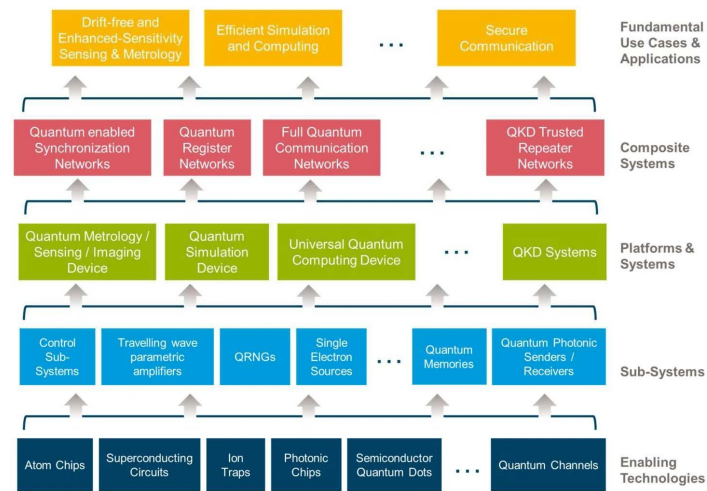 Drift-free and
Enhanced-Sensitivity
Sensing & Metrology
Efficient Simulation
and Computing
...
Secure
Communication
Fundamental
Use Cases &
Applications
Quantum enabled
Synchronization
Networks
Quantum
Register
Networks
Full Quantum
Communication
Networks
...
QKD Trusted
Repeater
Networks
Composite
Systems
Quantum Metrology /
Sensing / Imaging
Device
Quantum
Simulation
Device
Universal Quantum
Computing Device
...
QKD Systems
Platforms &
Systems
Control
Sub-
Systems
Travelling wave
parametric
amplifiers
QRNGs
Single
Electron
Sources
...
Quantum
Memories
Quantum Photonic
Senders /
Receivers
Sub-Systems
Atom Chips
Superconducting
Circuits
Ion
Traps
Photonic
Chips
Semiconductor
Quantum Dots
...
Quantum Channels
Enabling
Technologies